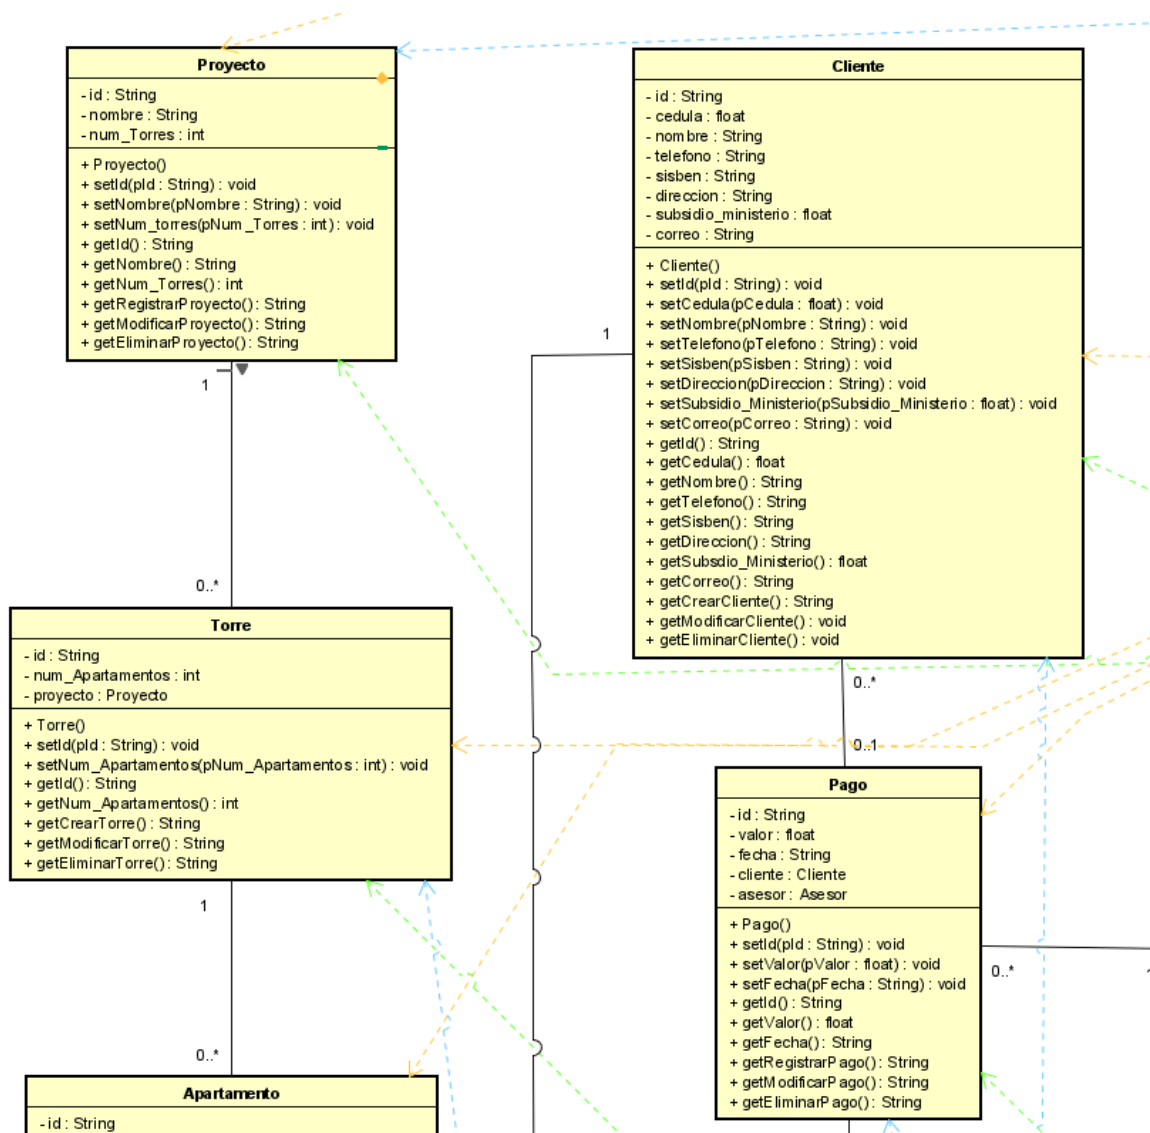 Proyecto
- id : String
- nombre : String
- num_Torres : int
+ Proyecto()
+ setId(pId : String) : void
+ setNombre(pNombre : String) : void
+ setNum_torres(pNum_Torres : int) : void
+ getId() : String
+ getNombre() : String
+ getNum_Torres() : int
+ getRegistrarProyecto() : String
+ getModificarProyecto() : String
+ getEliminarProyecto() : String
1
0..*
Torre
- id : String
- num_Apartamentos : int
- proyecto : Proyecto
+ Torre()
+ setId(pId : String) : void
+ setNum_Apartamentos(pNum_Apartamentos : int) : void
+ getId() : String
+ getNum_Apartamentos() : int
+ getCrearTorre() : String
+ getModificarTorre() : String
+ getEliminarTorre() : String
1
0..*
Apartamento
- id : String
Cliente
- id : String
- cedula : float
- nombre : String
- telefono : String
- sisben : String
- direccion : String
- subsidio_ministerio : float
- correo : String
+ Cliente()
+ setId(pId : String) : void
+ setCedula(pCedula : float) : void
+ setNombre(pNombre : String) : void
+ setTelefono(pTelefono : String) : void
+ setSisben(pSisben : String) : void
+ setDireccion(pDireccion : String) : void
+ setSubsidio_Ministerio(pSubsidio_Ministerio : float) : void
+ setCorreo(pCorreo : String) : void
+ getId() : String
+ getCedula() : float
+ getNombre() : String
+ getTelefono() : String
+ getSisben() : String
+ getDireccion() : String
+ getSubsdio_Ministerio() : float
+ getCorreo() : String
+ getCrearCliente() : String
+ getModificarCliente() : void
+ getEliminarCliente() : void
1
0..*
0..1
Pago
- id : String
- valor : float
- fecha : String
- cliente : Cliente
- asesor : Asesor
+ Pago()
+ setId(pId : String) : void
+ setValor(pValor : float) : void
+ setFecha(pFecha : String) : void
+ getId() : String
+ getValor() : float
+ getFecha() : String
+ getRegistrarPago() : String
+ getModificarPago() : String
+ getEliminarPago() : String
0..*